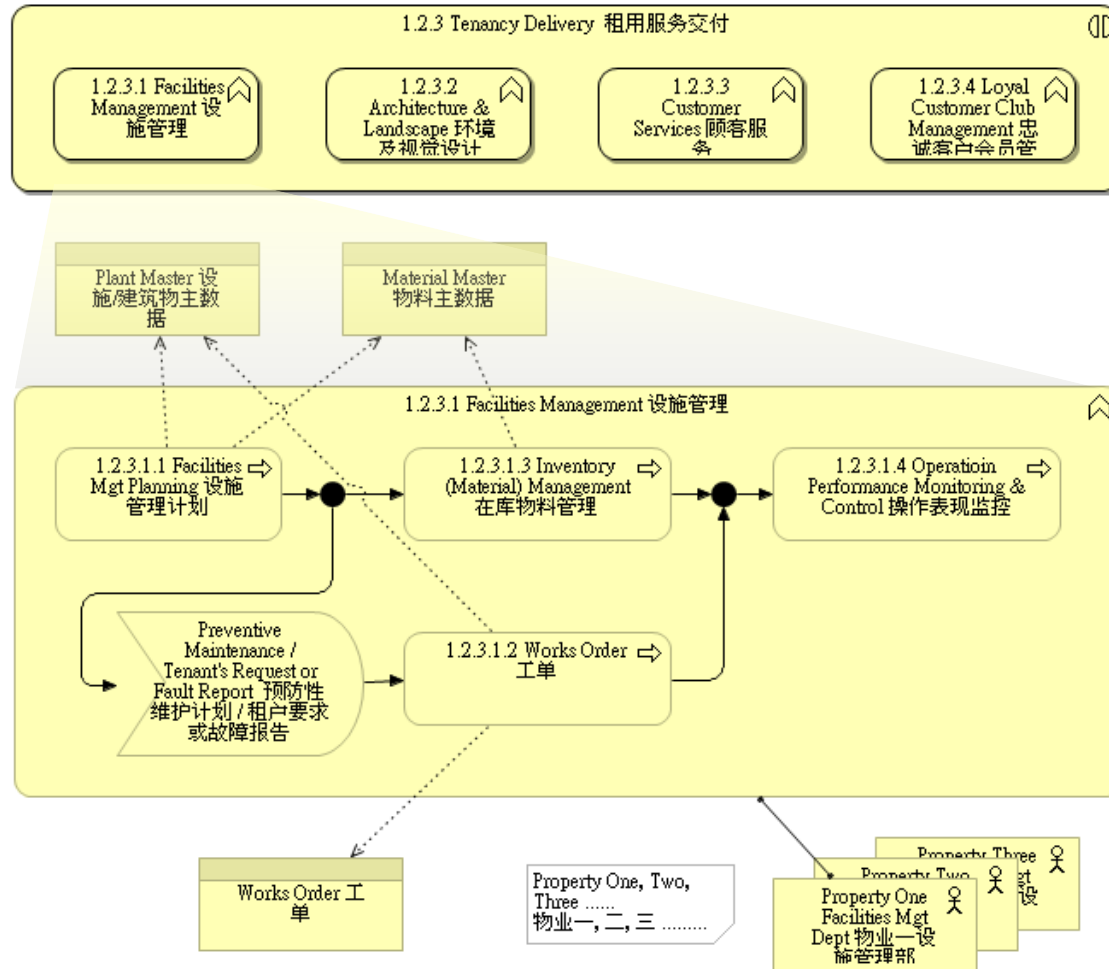 1.2.3 Tenancy Delivery 租用服务交付
1.2.3.1 Facilities
Management 设
施管理
1.2.3.2
Architecture &
Landscape 环境
及视觉设计
1.2.3.3
Customer
Services 顾客服
务
1.2.3.4 Loyal
Customer Club
Management 忠
诚客户会员管
Plant Master 设
施/建筑物主数
据
Material Master
物料主数据
1.2.3.1 Facilities Management 设施管理
1.2.3.1.1 Facilities
Mgt Planning 设施
管理计划
1.2.3.1.3 Inventory
(Material) Management
在库物料管理
1.2.3.1.4 Operatioin
Performance Monitoring &
Control 操作表现监控
Preventive
Maintenance /
Tenant's Request or
Fault Report 预防性
维护计划 / 租户要求
或故障报告
1.2.3.1.2 Works Order
工单
Works Order 工
单
Property One, Two,
Three ......
物业一, 二, 三 .........
Property Three
Property Two
Property One
Facilities Mgt
Dept 物业一设
施管理部